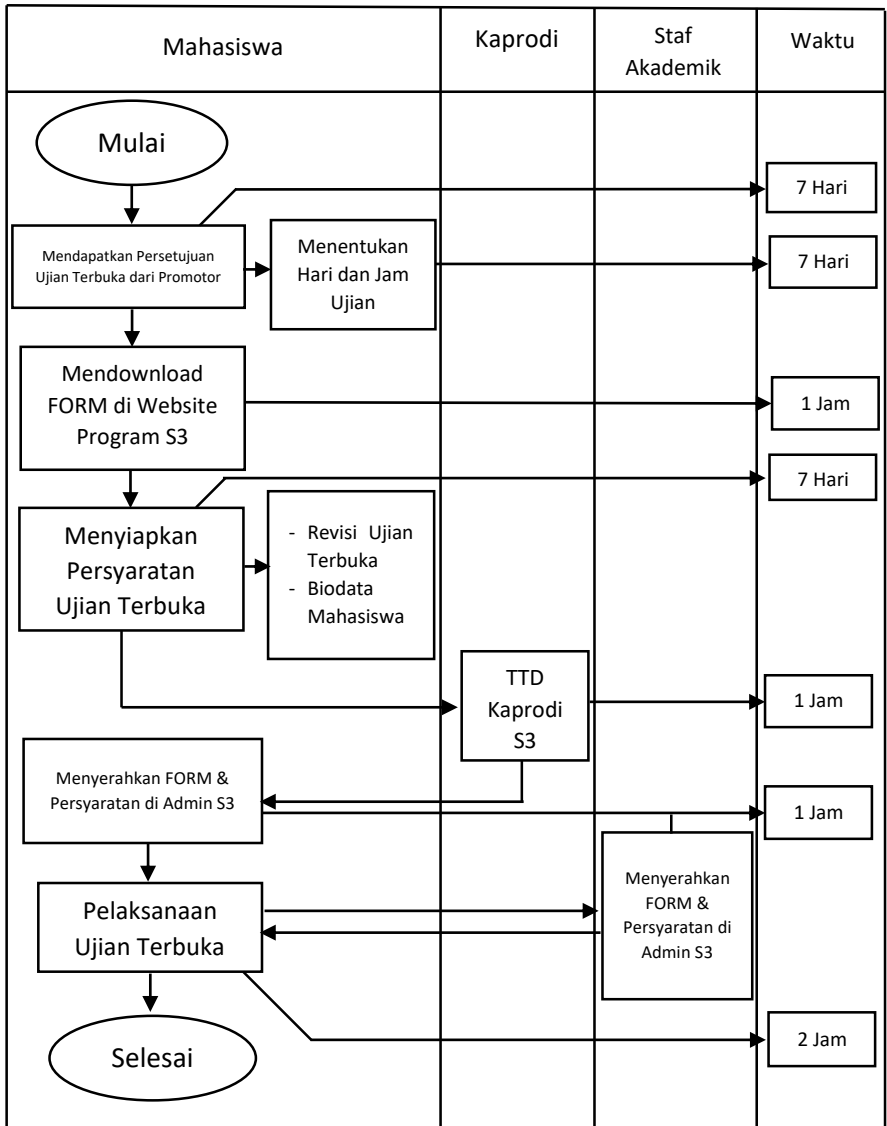 Mahasiswa
Kaprodi
Staf
Akademik
Waktu
Mulai
7 Hari
Mendapatkan Persetujuan
Ujian Terbuka dari Promotor
Menentukan
Hari dan Jam
Ujian
7 Hari
Mendownload
FORM di Website
Program S3
1 Jam
7 Hari
Menyiapkan
Persyaratan
Ujian Terbuka
- Revisi Ujian
Terbuka
- Biodata
Mahasiswa
TTD
Kaprodi
S3
1 Jam
Menyerahkan FORM &
Persyaratan di Admin S3
1 Jam
Menyerahkan
FORM &
Persyaratan di
Admin S3
Pelaksanaan
Ujian Terbuka
2 Jam
Selesai